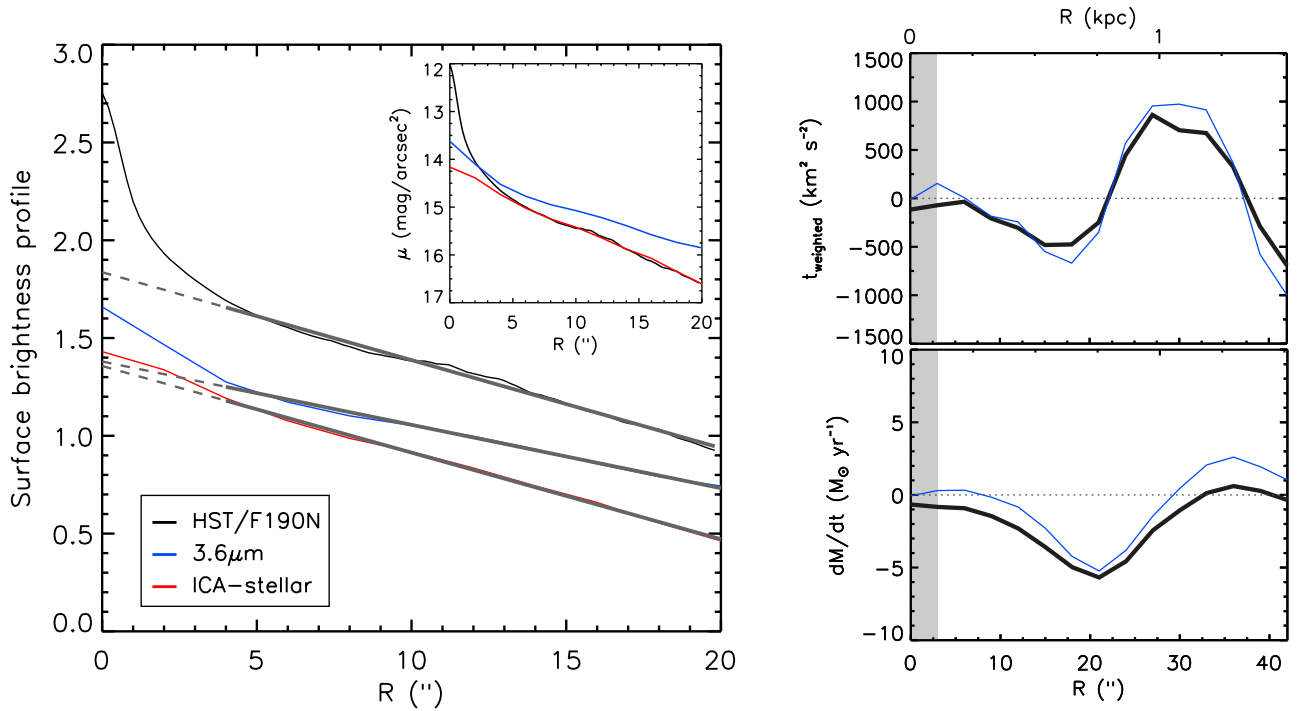 Surface brightness profile
3.0
2.5
2.0
1.5
1.0
0.5
0.0
0 5 10 15 20
R (")
HST/F190N
3.6μm
ICA-stellar
μ (mag/arcsec²)
12
13
14
15
16
17
0 5 10 15 20
R (")
R (kpc)
0 1
t_weighted (km² s⁻²)
1500
1000
500
0
-500
-1000
-1500
dM/dt (M⊙ yr⁻¹)
10
5
0
-5
-10
0 10 20 30 40
R (")